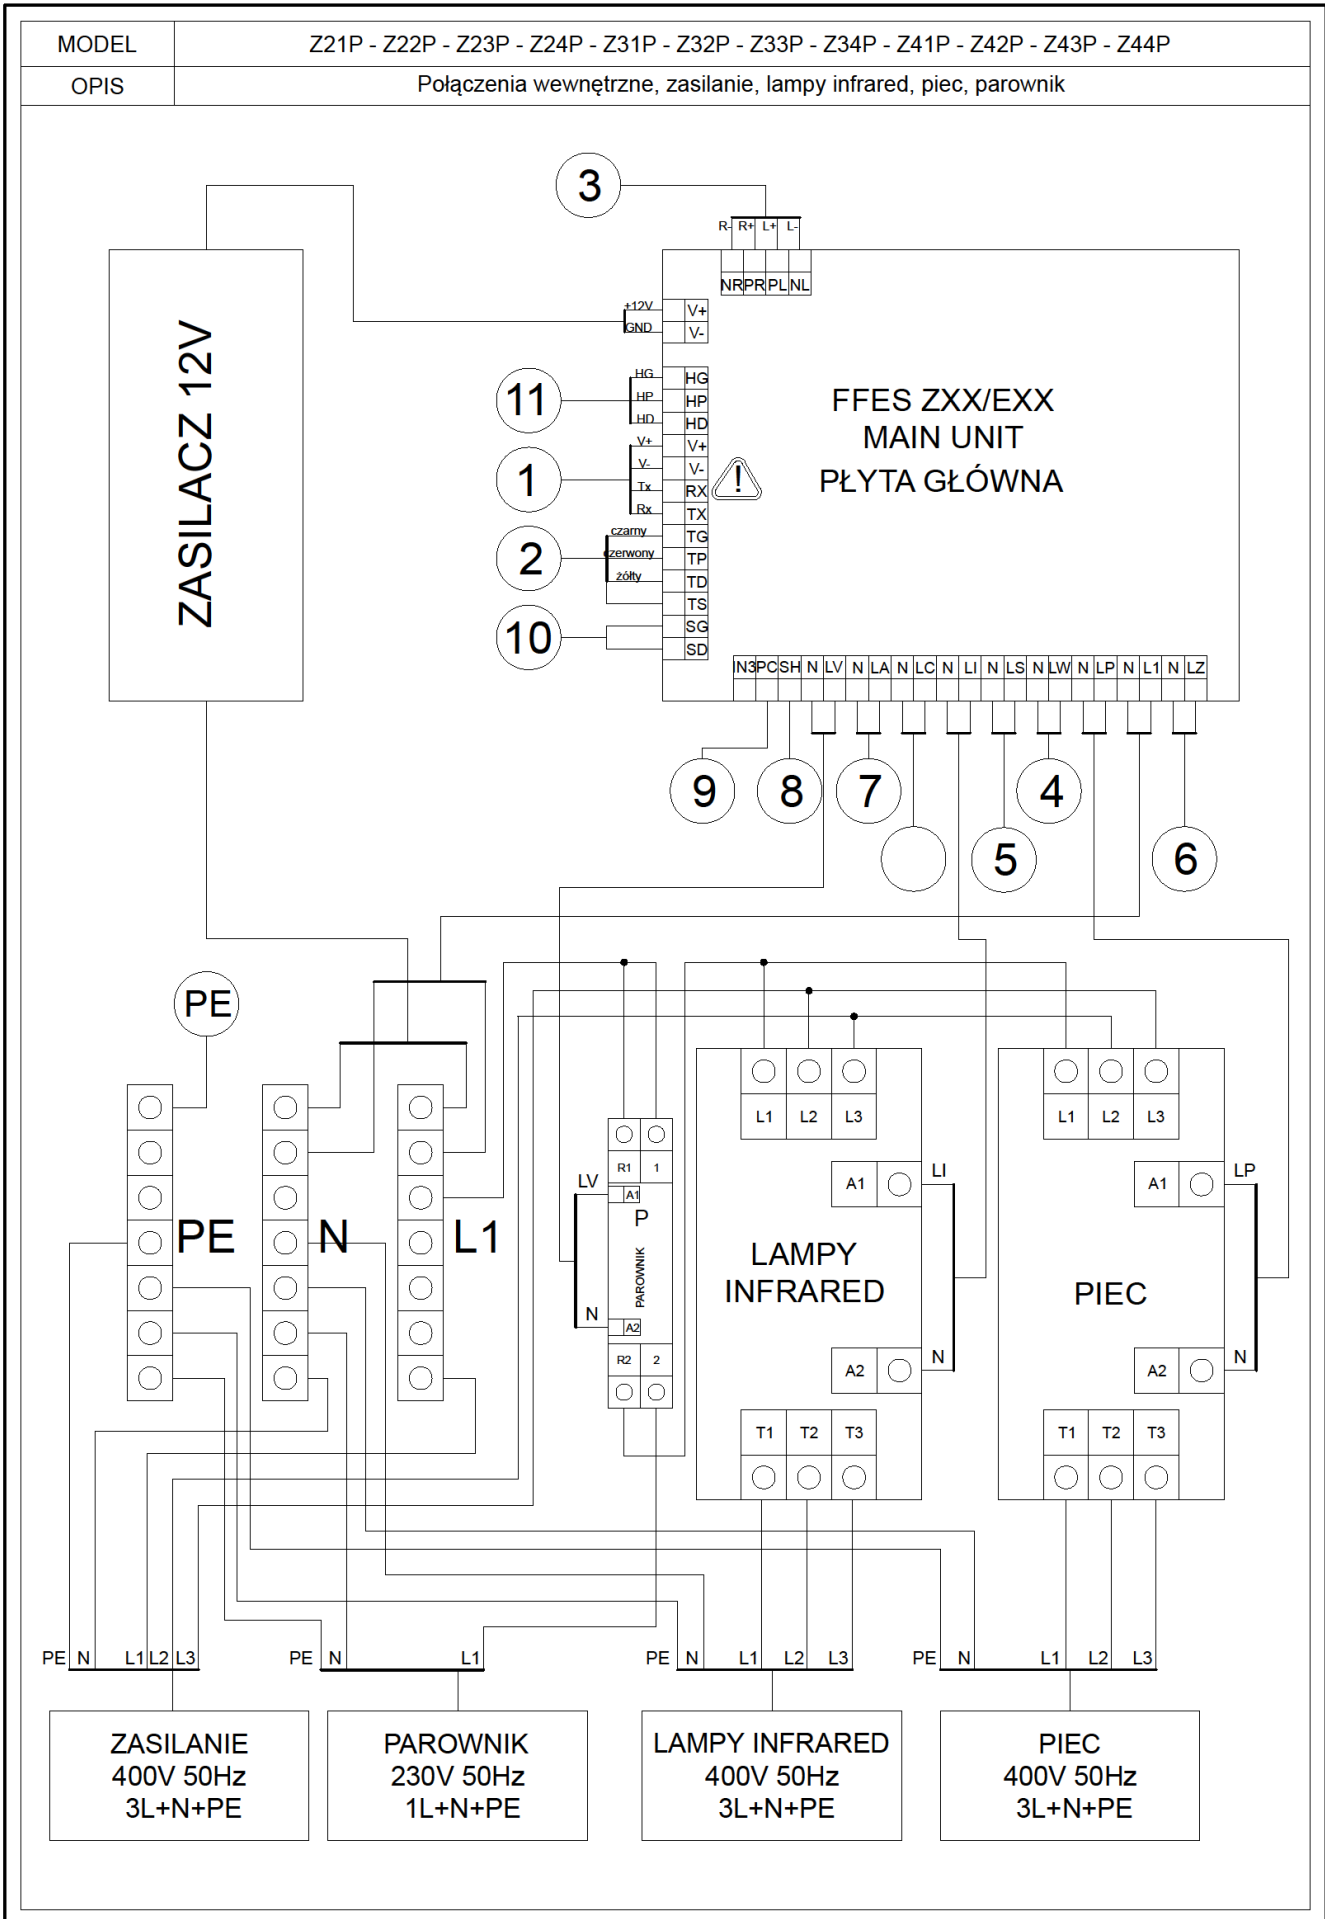 MODEL Z21P - Z22P - Z23P - Z24P - Z31P - Z32P - Z33P - Z34P - Z41P - Z42P - Z43P - Z44P
OPIS Połączenia wewnętrzne, zasilanie, lampy infrared, piec, parownik
3
R- R+ L+ L-
NR PR PL NL
ZASILACZ 12V
+12V V+
GND V-
11
HG HG
HP HP
HD HD
1
V+ V+
V- V-
Tx RX
Rx TX
2
czarny TG
czerwony TP
żółty TD
TS
10
SG
SD
FFES ZXX/EXX
MAIN UNIT
PŁYTA GŁÓWNA
!
IN3 PC SH N LV N LA N LC N LI N LS N LW N LP N L1 N LZ
9 8 7 4
5 6
PE
PE N L1
R1 1
LV A1
P
PAROWNIK
N A2
R2 2
L1 L2 L3
A1 LI
LAMPY
INFRARED
A2 N
T1 T2 T3
L1 L2 L3
A1 LP
PIEC
A2 N
T1 T2 T3
PE N L1 L2 L3
PE N L1
PE N L1 L2 L3
PE N L1 L2 L3
ZASILANIE
400V 50Hz
3L+N+PE
PAROWNIK
230V 50Hz
1L+N+PE
LAMPY INFRARED
400V 50Hz
3L+N+PE
PIEC
400V 50Hz
3L+N+PE